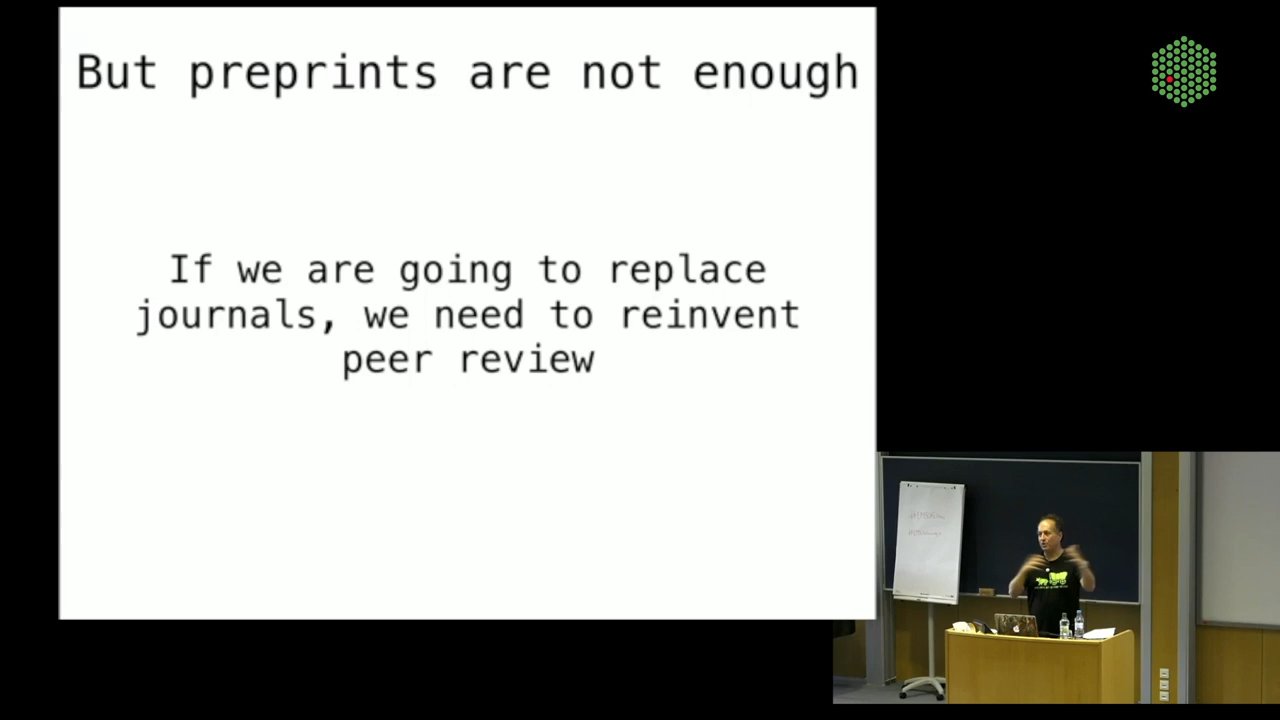 But preprints are not enough
If we are going to replace
journals, we need to reinvent
peer review